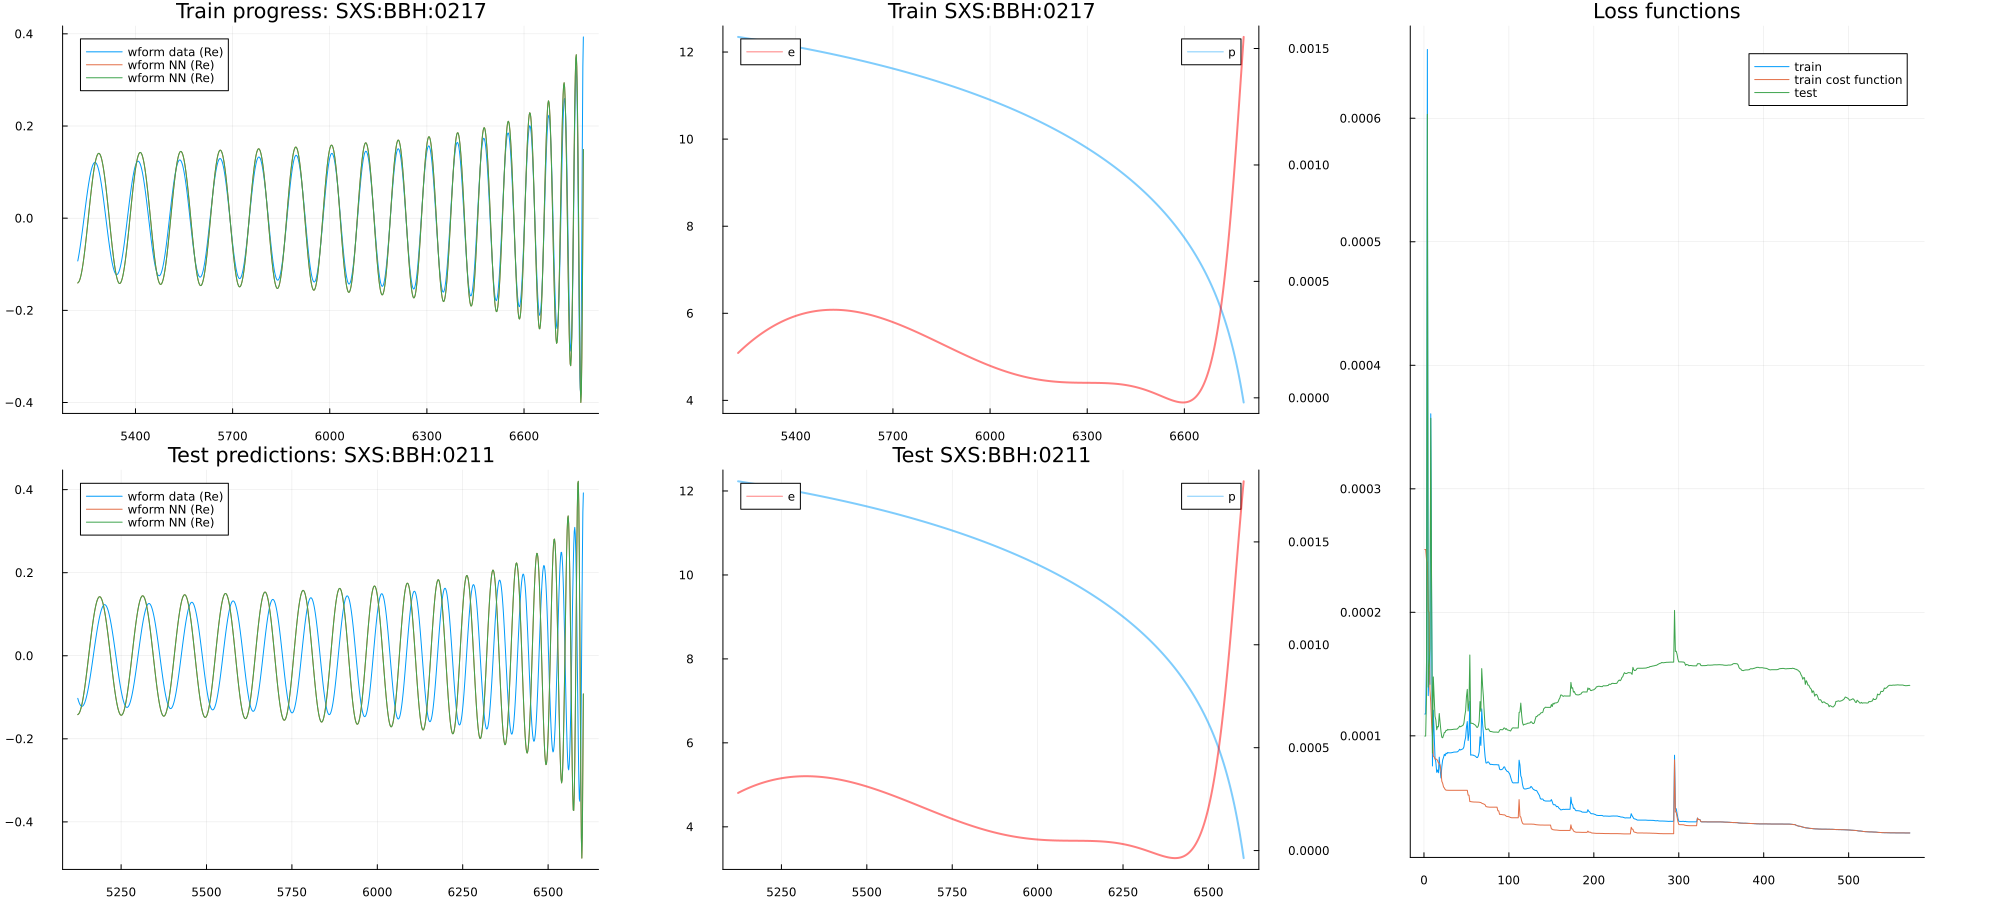 Train progress: SXS:BBH:0217
wform data (Re)
wform NN (Re)
wform NN (Re)
0.4
0.2
0.0
−0.2
−0.4
5400 5700 6000 6300 6600
Train SXS:BBH:0217
e
p
12
10
8
6
4
0.0015
0.0010
0.0005
0.0000
5400 5700 6000 6300 6600
Test predictions: SXS:BBH:0211
wform data (Re)
wform NN (Re)
wform NN (Re)
0.4
0.2
0.0
−0.2
−0.4
5250 5500 5750 6000 6250 6500
Test SXS:BBH:0211
e
p
12
10
8
6
4
0.0015
0.0010
0.0005
0.0000
5250 5500 5750 6000 6250 6500
Loss functions
train
train cost function
test
0.0006
0.0005
0.0004
0.0003
0.0002
0.0001
0 100 200 300 400 500